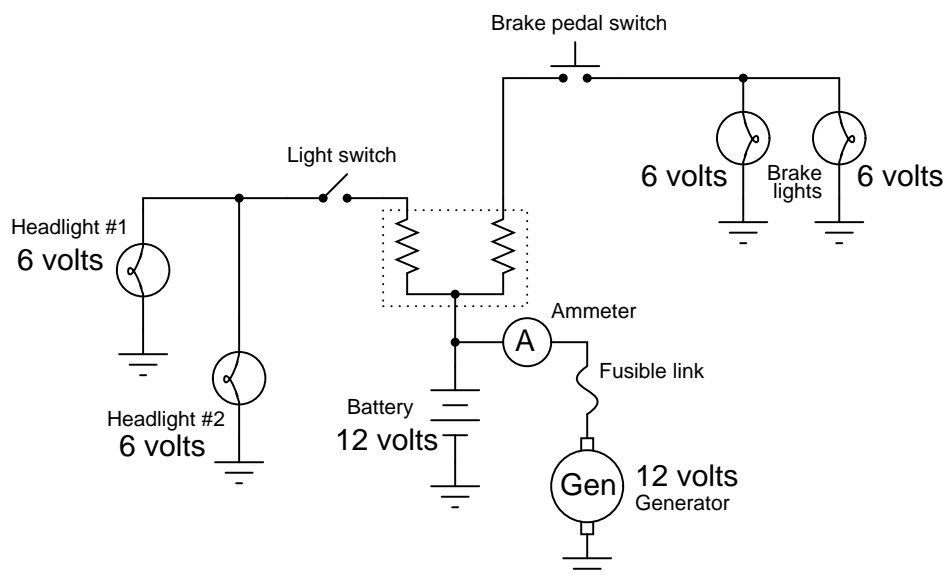 Brake pedal switch
Light switch
6 volts
Brake
lights
6 volts
Headlight #1
6 volts
Ammeter
A
Fusible link
Headlight #2
6 volts
Battery
12 volts
Gen
12 volts
Generator